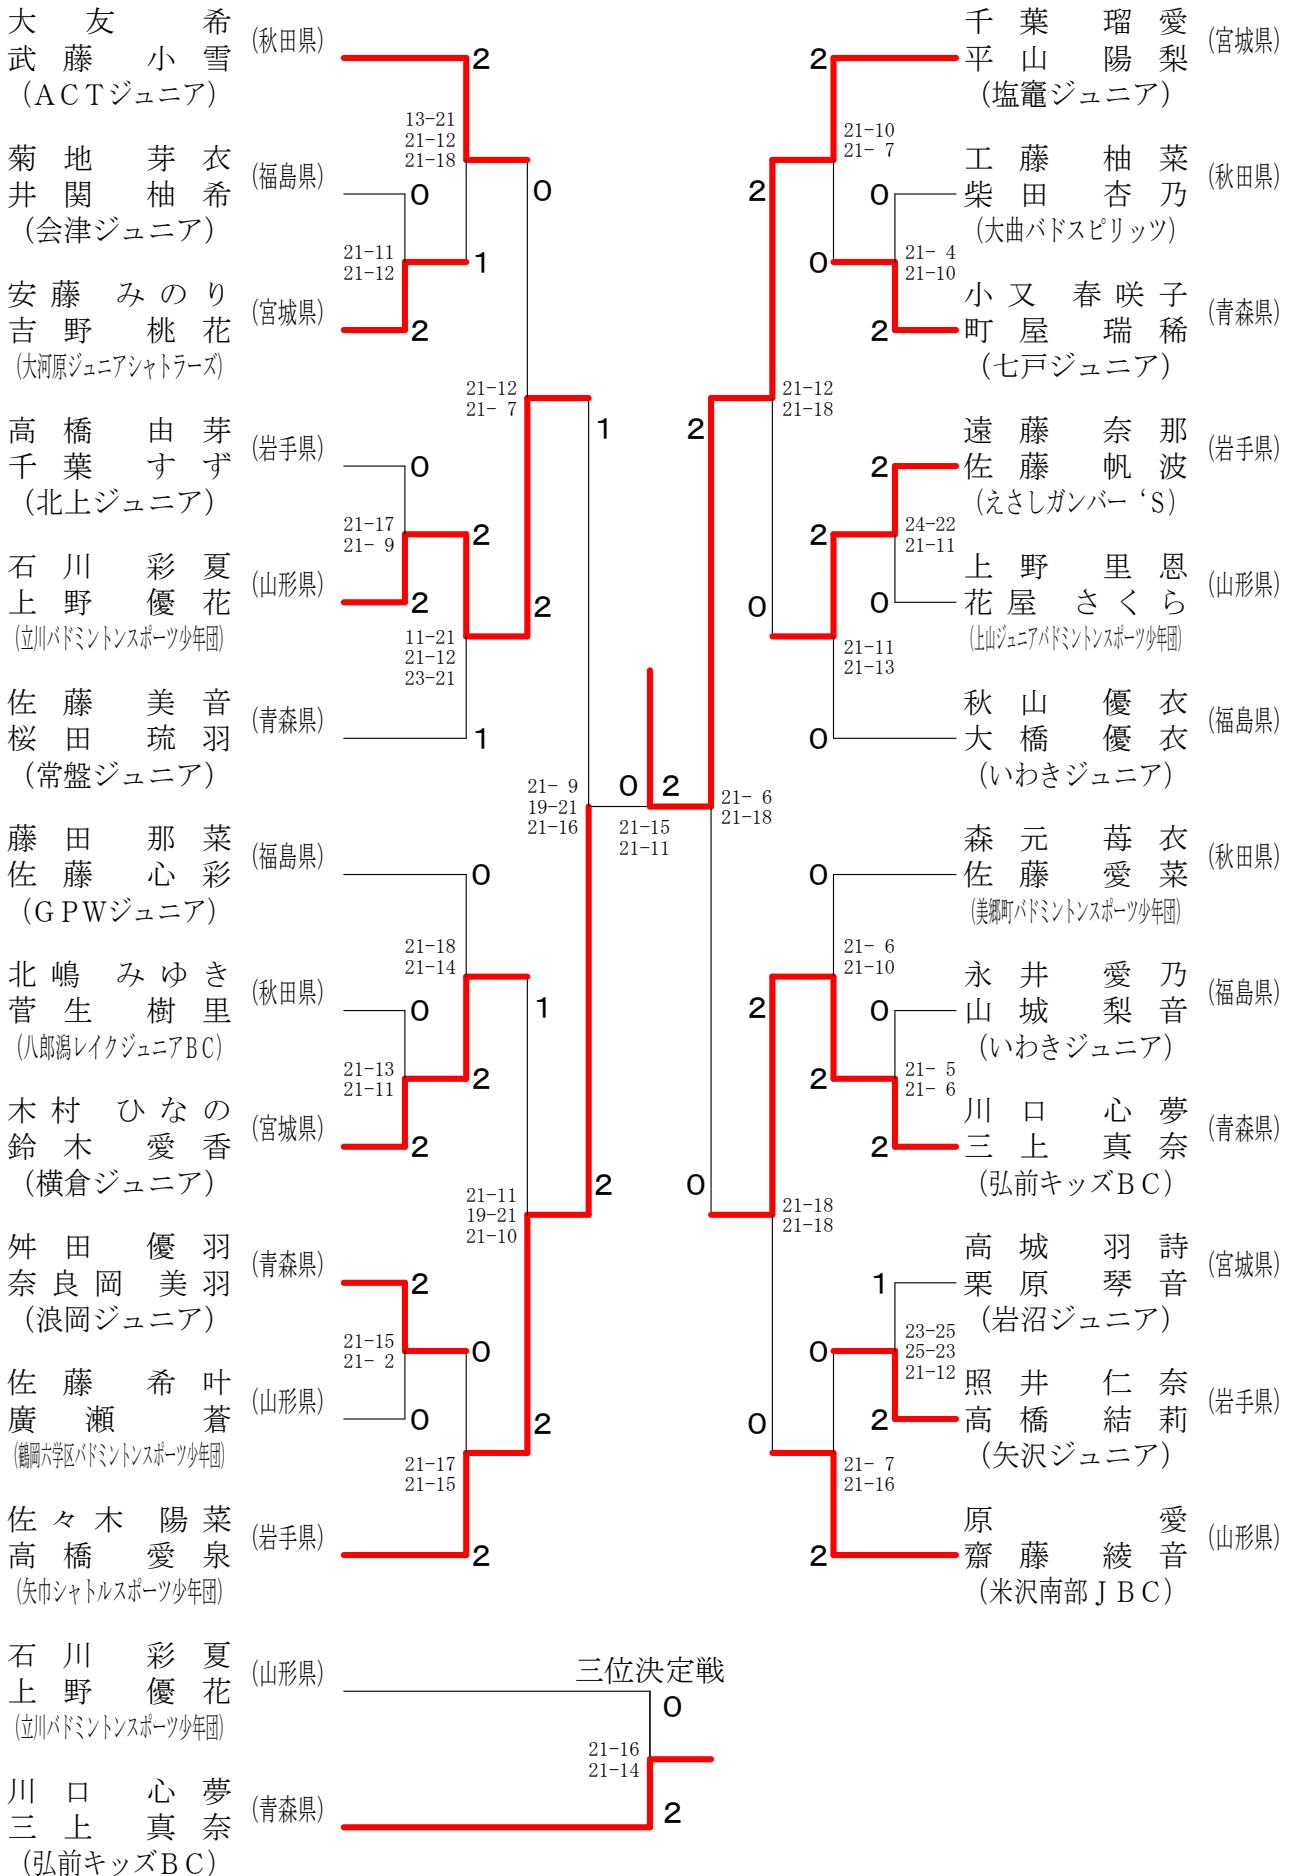 大友希
武藤小雪
(秋田県)
(ACTジュニア)
2
13-21
21-12
21-18
菊地芽衣
井関柚希
(福島県)
(会津ジュニア)
0
0
21-11
21-12
1
安藤みのり
吉野桃花
(宮城県)
(大河原ジュニアシャトラーズ)
2
21-12
21- 7
1
高橋由芽
千葉すず
(岩手県)
(北上ジュニア)
0
21-17
21- 9
2
石川彩夏
上野優花
(山形県)
(立川バドミントンスポーツ少年団)
2
2
11-21
21-12
23-21
佐藤美音
桜田琉羽
(青森県)
(常盤ジュニア)
1
21- 9
19-21
21-16
0
2
21-15
21-11
藤田那菜
佐藤心彩
(福島県)
(GPWジュニア)
0
21-18
21-14
北嶋みゆき
菅生樹里
(秋田県)
(八郎潟レイクジュニアBC)
0
1
21-13
21-11
2
木村ひなの
鈴木愛香
(宮城県)
(横倉ジュニア)
2
21-11
19-21
21-10
2
舛田優羽
奈良岡美羽
(青森県)
(浪岡ジュニア)
2
21-15
21- 2
0
佐藤希叶
廣瀬蒼
(山形県)
(鶴岡六学区バドミントンスポーツ少年団)
0
2
21-17
21-15
佐々木陽菜
高橋愛泉
(岩手県)
(矢巾シャトルスポーツ少年団)
2
千葉瑠愛
平山陽梨
(宮城県)
(塩竈ジュニア)
2
21-10
21- 7
工藤柚菜
柴田杏乃
(秋田県)
(大曲バドスピリッツ)
2
0
0
21- 4
21-10
小又春咲子
町屋瑞稀
(青森県)
(七戸ジュニア)
2
21-12
21-18
2
遠藤奈那
佐藤帆波
(岩手県)
(えさしガンバー‘S)
2
2
24-22
21-11
上野里恩
花屋さくら
(山形県)
(上山ジュニアバドミントンスポーツ少年団)
0
0
21-11
21-13
秋山優衣
大橋優衣
(福島県)
(いわきジュニア)
0
21- 6
21-18
森元苺衣
佐藤愛菜
(秋田県)
(美郷町バドミントンスポーツ少年団)
0
21- 6
21-10
永井愛乃
山城梨音
(福島県)
(いわきジュニア)
2
0
2
21- 5
21- 6
川口心夢
三上真奈
(青森県)
(弘前キッズBC)
2
0
21-18
21-18
高城羽詩
栗原琴音
(宮城県)
(岩沼ジュニア)
1
0
23-25
25-23
21-12
照井仁奈
高橋結莉
(岩手県)
(矢沢ジュニア)
2
0
21- 7
21-16
原愛
齋藤綾音
(山形県)
(米沢南部JBC)
2
三位決定戦
石川彩夏
上野優花
(山形県)
(立川バドミントンスポーツ少年団)
0
21-16
21-14
川口心夢
三上真奈
(青森県)
(弘前キッズBC)
2